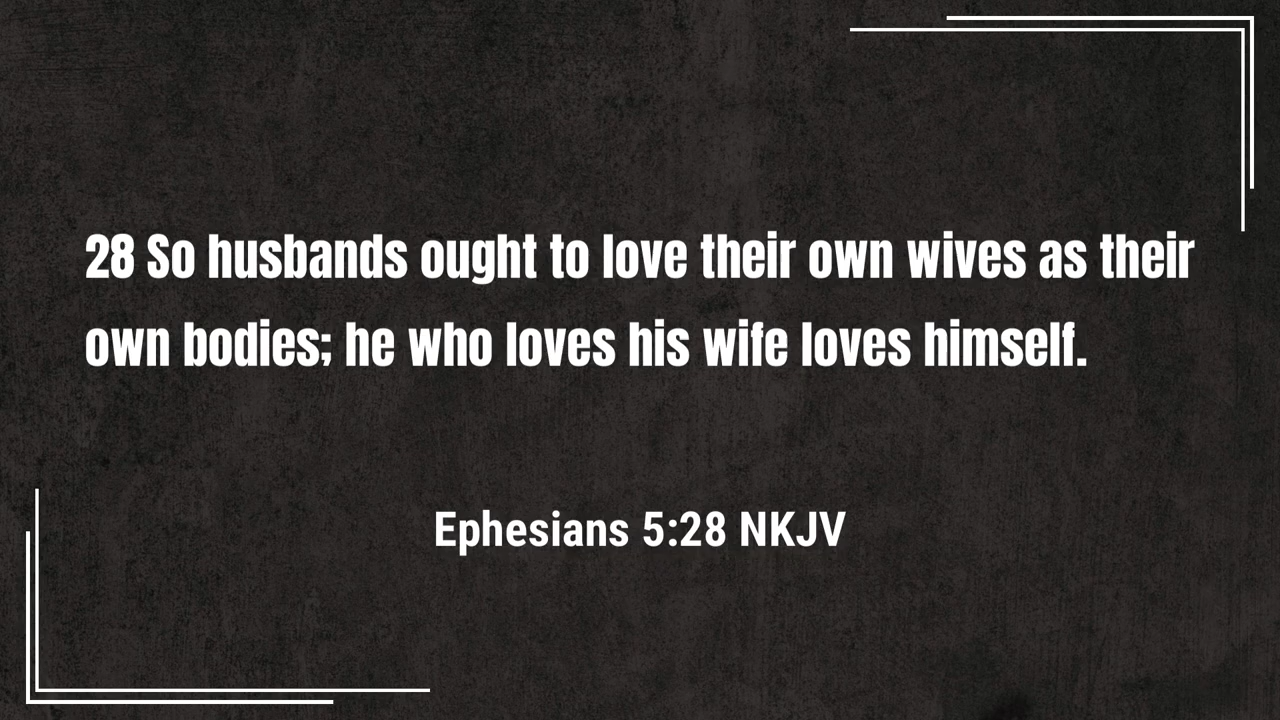 28 So husbands ought to love their own wives as their
own bodies; he who loves his wife loves himself.
Ephesians 5:28 NKJV